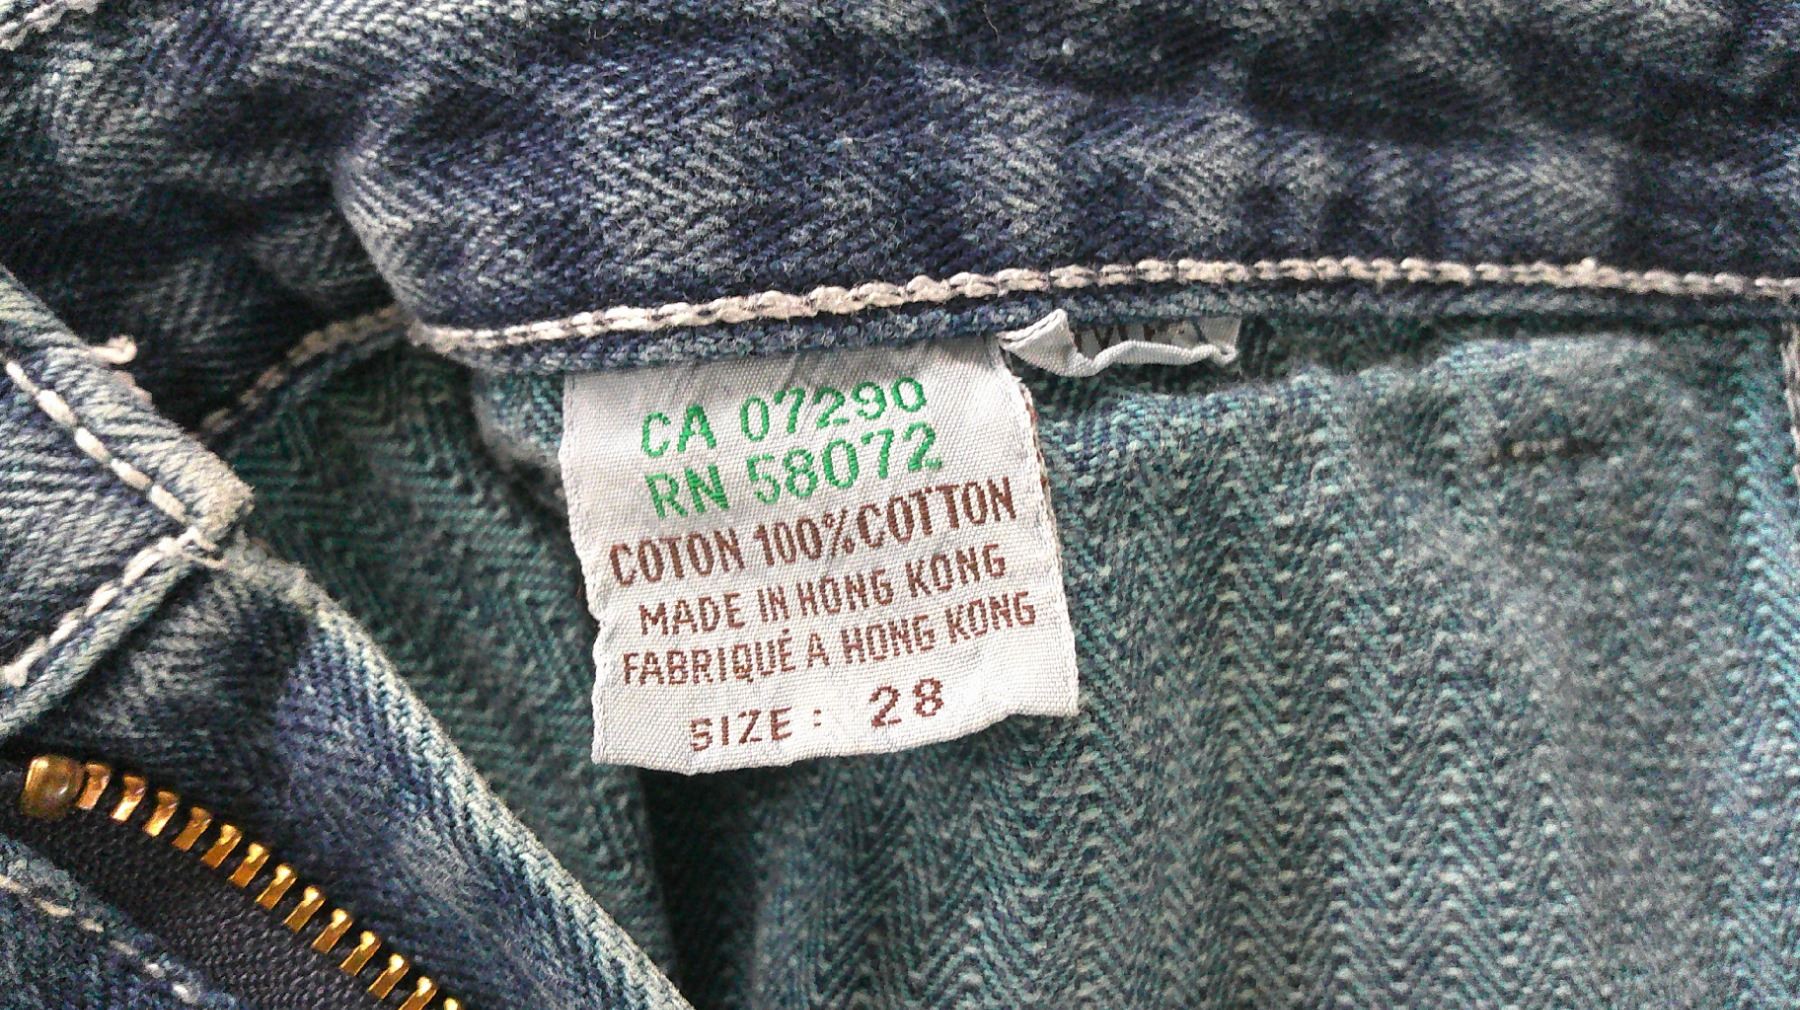 CA 07290
RN 58072
COTON 100% COTTON
MADE IN HONG KONG
FABRIQUÉ A HONG KONG
SIZE : 28